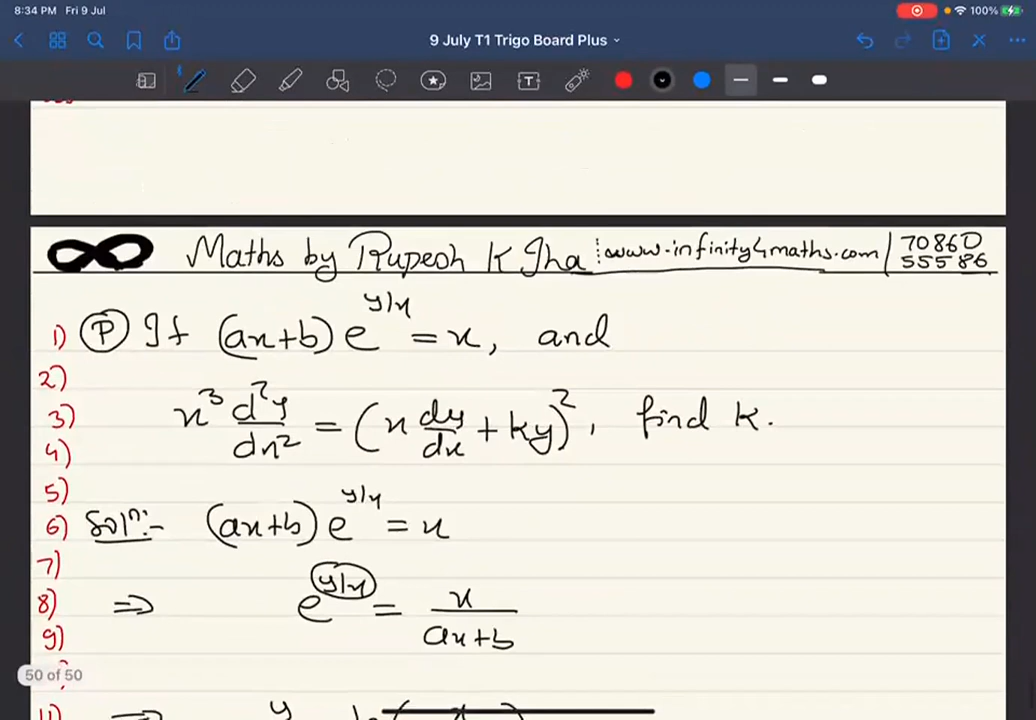 8:34 PM Fri 9 Jul 100%
9 July T1 Trigo Board Plus
T
Maths by Rupesh K Jha www.infinity4maths.com 70860 55586
1) P If (ax+b) e^{y/x} = x, and
2)
3) x³ d²y/dx² = (x dy/dx + ky)², find k.
4)
5)
6) Soln:- (ax+b) e^{y/x} = x
7)
8) ⇒ e^{y/x} = x/(ax+b)
9)
50 of 50
11) ⇒ y